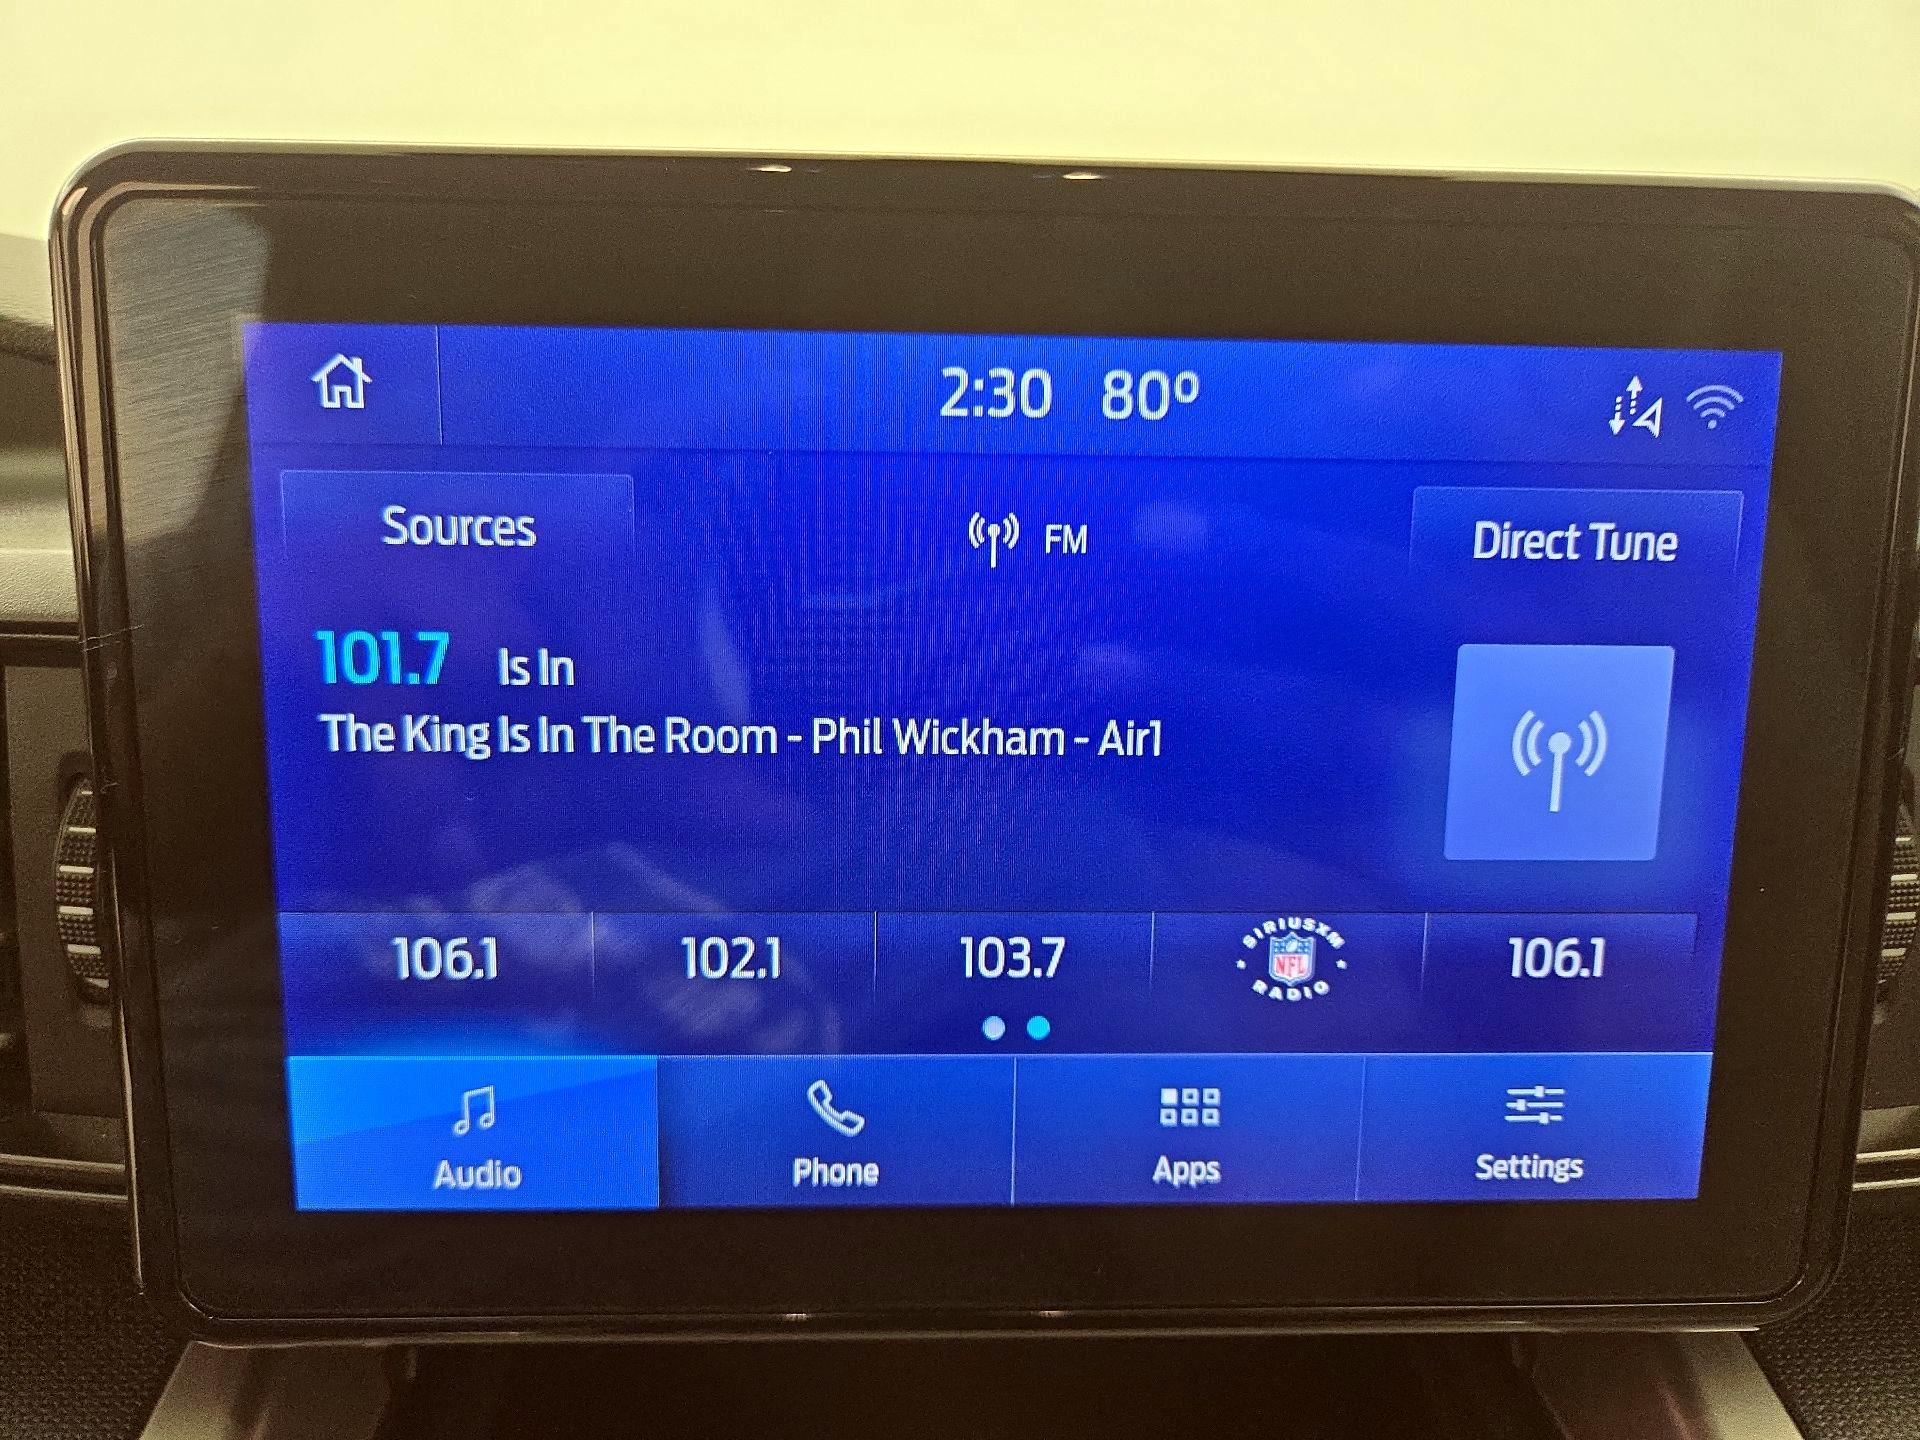 2:30 80°
Sources
FM
Direct Tune
101.7 Is In
The King Is In The Room - Phil Wickham - Air1
106.1 102.1 103.7 SIRIUSXM NFL RADIO 106.1
Audio Phone Apps Settings